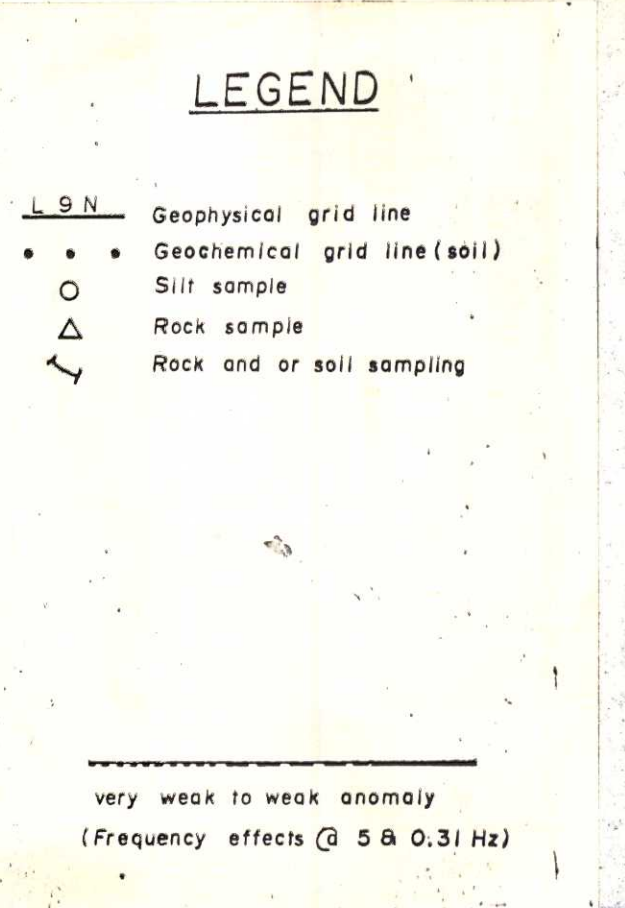 LEGEND
L 9 N Geophysical grid line
Geochemical grid line (soil)
Silt sample
Rock sample
Rock and or soil sampling
very weak to weak anomaly
(Frequency effects @ 5 & 0.31 Hz)